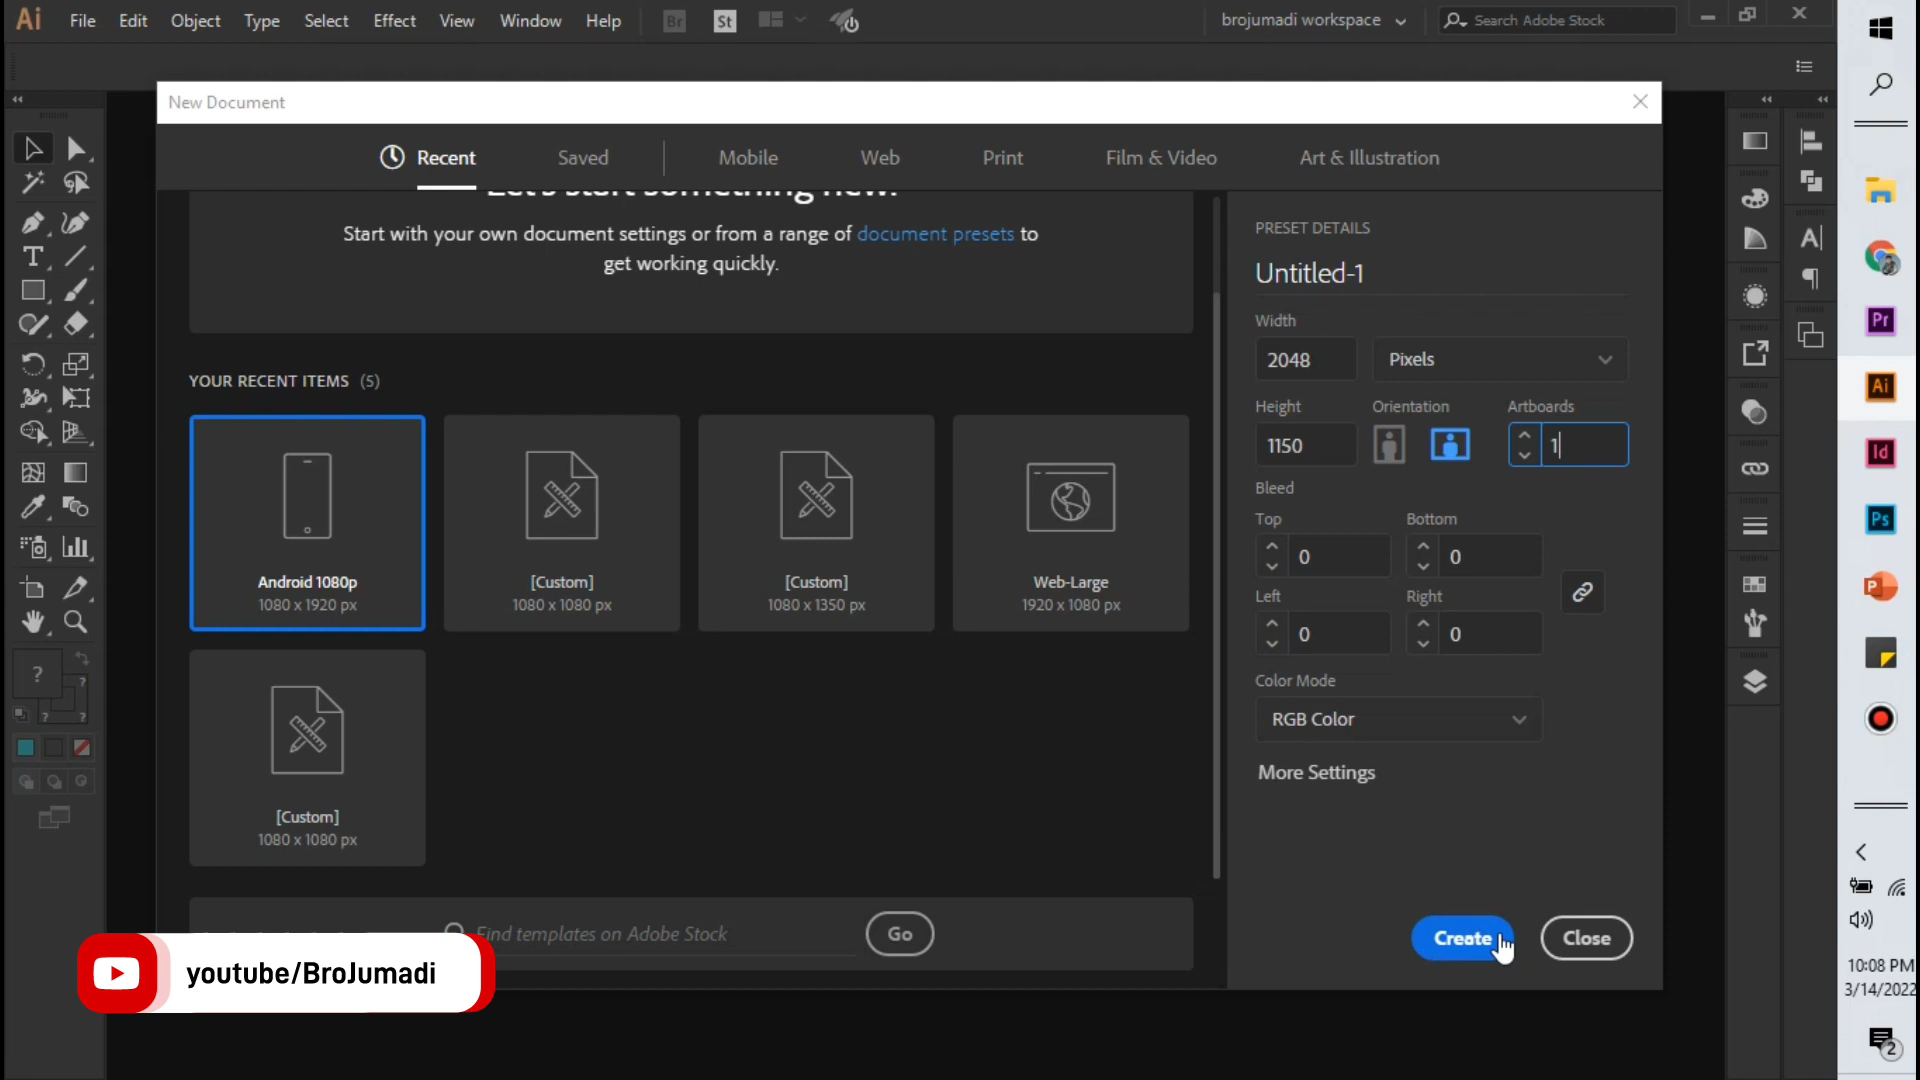 Ai File Edit Object Type Select Effect View Window Help Br St brojumadi workspace Search Adobe Stock
New Document
Recent Saved Mobile Web Print Film & Video Art & Illustration
Let's start something new.
Start with your own document settings or from a range of document presets to
get working quickly.
YOUR RECENT ITEMS (5)
Android 1080p
1080 x 1920 px
[Custom]
1080 x 1080 px
[Custom]
1080 x 1350 px
Web-Large
1920 x 1080 px
[Custom]
1080 x 1080 px
Find templates on Adobe Stock Go
PRESET DETAILS
Untitled-1
Width
2048 Pixels
Height Orientation Artboards
1150 1
Bleed
Top Bottom
0 0
Left Right
0 0
Color Mode
RGB Color
More Settings
Create Close
youtube/BroJumadi
T
? ?
? ?
A
Pr
Ai
Id
Ps
P
10:08 PM
3/14/2022
2